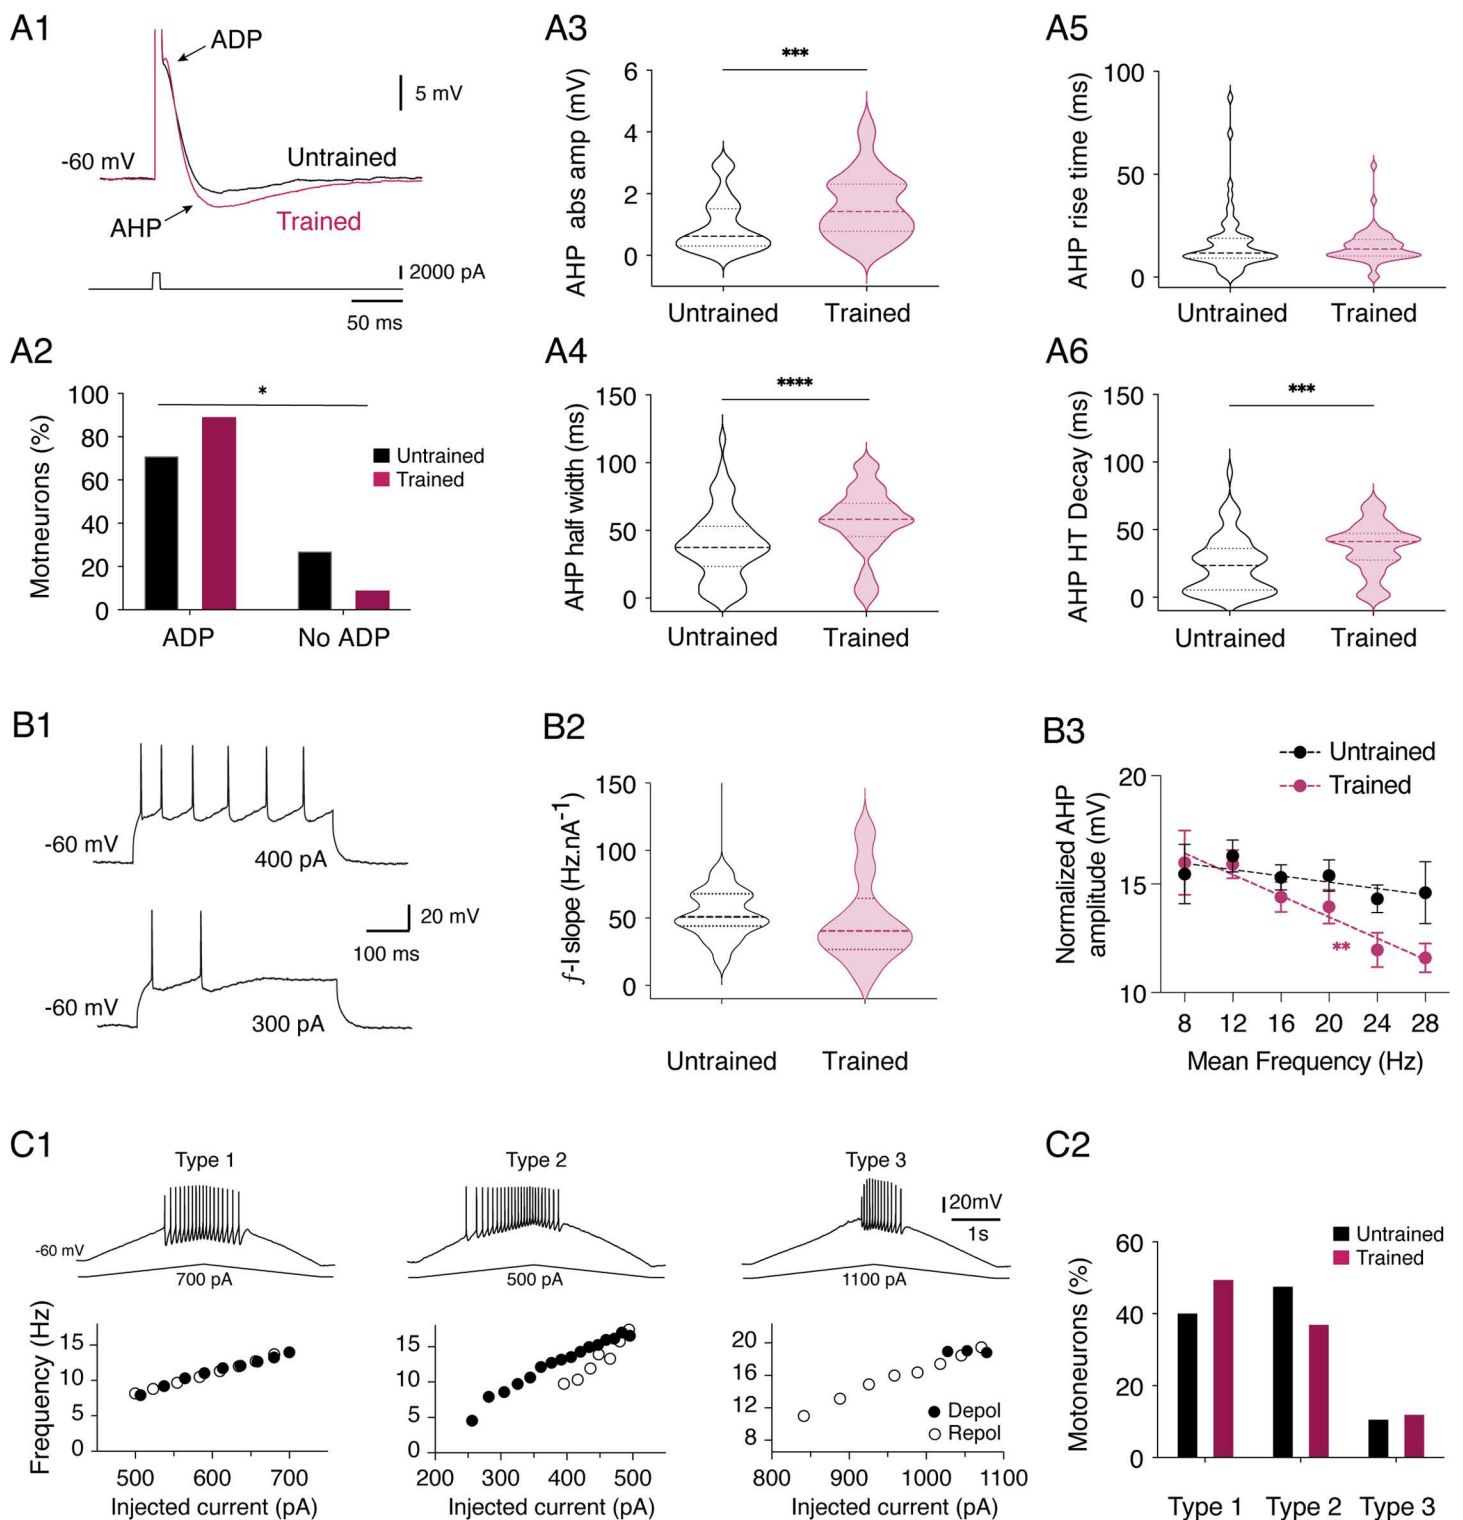 A1
ADP
5 mV
-60 mV
Untrained
AHP
Trained
2000 pA
50 ms
A2
Motneurons (%)
100
80
60
40
20
0
*
Untrained
Trained
ADP
No ADP
A3
AHP abs amp (mV)
6
4
2
0
***
Untrained
Trained
A4
AHP half width (ms)
150
100
50
0
****
Untrained
Trained
A5
AHP rise time (ms)
100
50
0
Untrained
Trained
A6
AHP HT Decay (ms)
150
100
50
0
***
Untrained
Trained
B1
-60 mV
400 pA
20 mV
100 ms
-60 mV
300 pA
B2
f-I slope (Hz.nA-1)
150
100
50
0
Untrained
Trained
B3
Untrained
Trained
Normalized AHP
amplitude (mV)
20
15
10
**
8 12 16 20 24 28
Mean Frequency (Hz)
C1
Type 1
-60 mV
700 pA
Type 2
500 pA
Type 3
1100 pA
20mV
1s
Frequency (Hz)
15
10
5
0
500 600 700
Injected current (pA)
15
10
5
0
200 300 400 500
Injected current (pA)
20
16
12
8
Depol
Repol
800 900 1000 1100
Injected current (pA)
C2
Motoneurons (%)
60
40
20
0
Untrained
Trained
Type 1 Type 2 Type 3